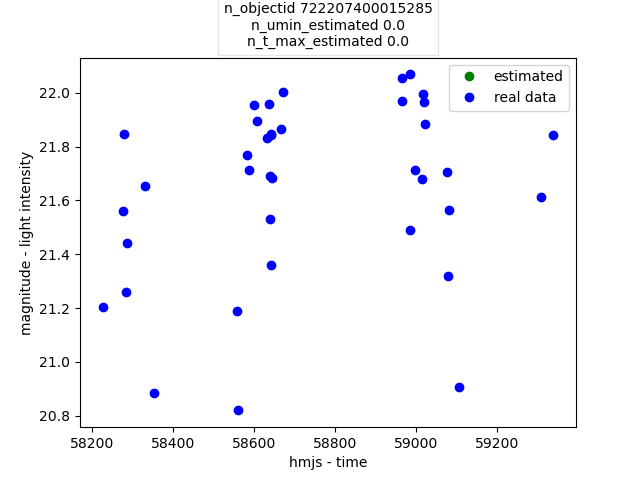 n_objectid 722207400015285
n_umin_estimated 0.0
n_t_max_estimated 0.0
estimated
real data
22.0
21.8
21.6
21.4
21.2
21.0
20.8
magnitude - light intensity
58200 58400 58600 58800 59000 59200
hmjs - time